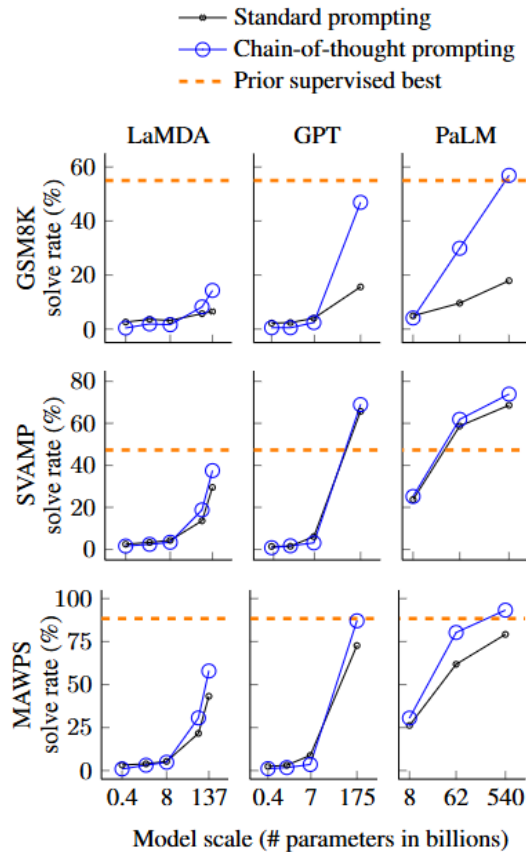 Standard prompting
Chain-of-thought prompting
Prior supervised best
LaMDA GPT PaLM
GSM8K
solve rate (%)
60
40
20
0
SVAMP
solve rate (%)
80
60
40
20
0
MAWPS
solve rate (%)
100
75
50
25
0
0.4 8 137 0.4 7 175 8 62 540
Model scale (# parameters in billions)